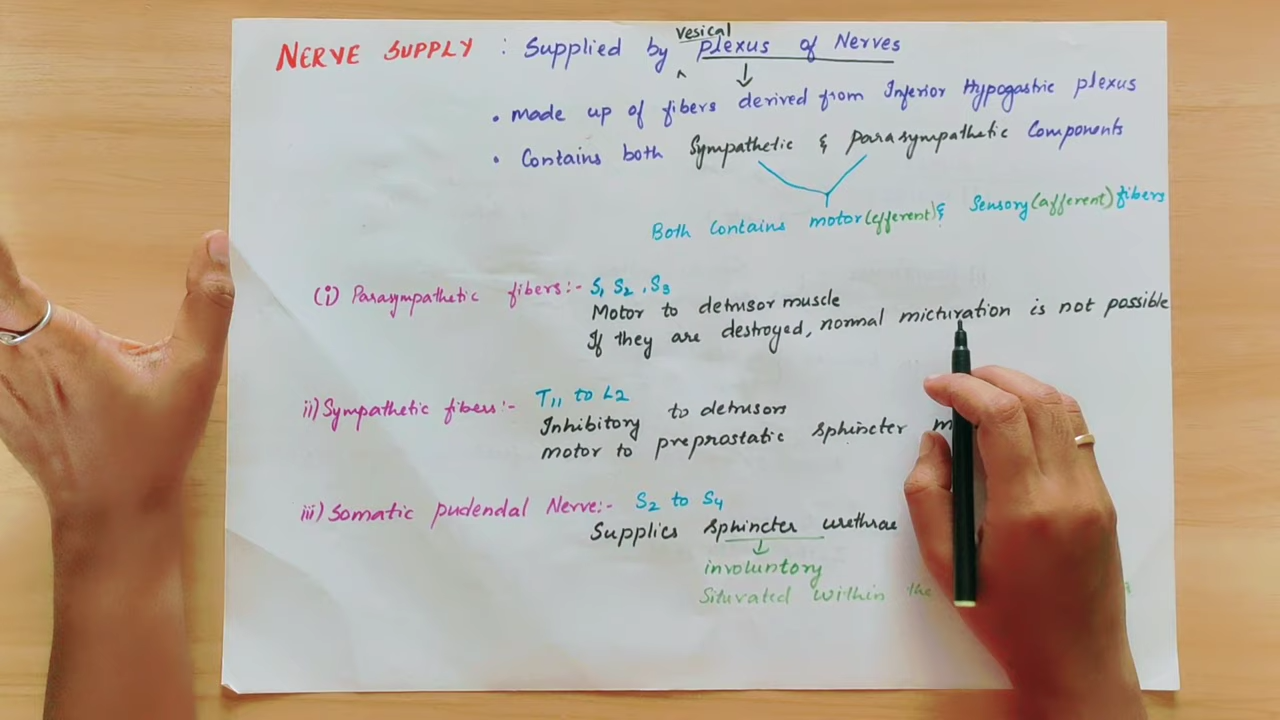 NERVE SUPPLY : Supplied by ^ vesical plexus of Nerves
• made up of fibers derived from Inferior Hypogastric plexus
• Contains both Sympathetic & parasympathetic Components
Both Contains motor (efferent) & Sensory (afferent) fibers
(i) Parasympathetic fibers:- S1 S2, S3
Motor to detrusor muscle
If they are destroyed, normal micturation is not possible
ii) Sympathetic fibers:- T11 to L2
Inhibitory to detrusors
motor to preprostatic sphincter
iii) Somatic pudendal Nerve:- S2 to S4
Supplies sphincter urethrae
involuntory
Situvated within the